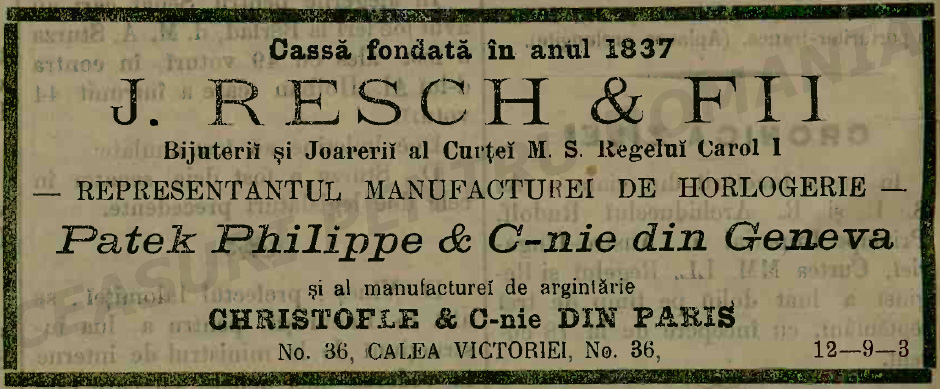 Cassă fondată în anul 1837
J. RESCH & FII
Bijuteriĭ şi Joareriĭ al Curţeĭ M. S. Regeluĭ Carol I
— REPRESENTANTUL MANUFACTUREI DE HORLOGERIE —
Patek Philippe & C-nie din Geneva
şi al manufactureĭ de argintărie
CHRISTOFLE & C-nie DIN PARIS
No. 36, CALEA VICTORIEI, No. 36, 12—9—3